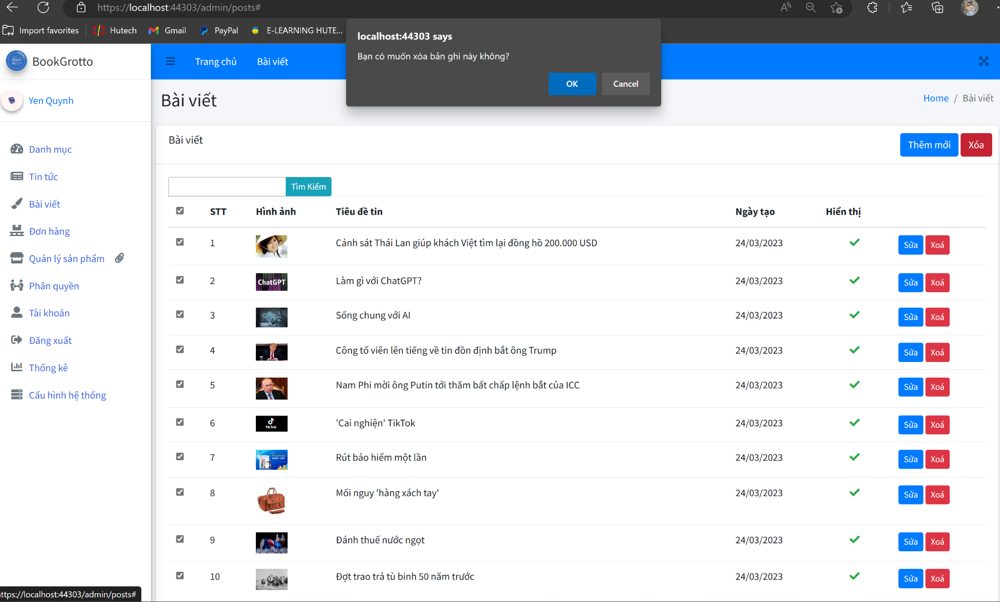 https://localhost:44303/admin/posts#
Import favorites
Hutech
Gmail
PayPal
E-LEARNING HUTE...
localhost:44303 says
Bạn có muốn xóa bản ghi này không?
OK
Cancel
BookGrotto
Trang chủ
Bài viết
Yen Quynh
Bài viết
Home / Bài viết
Danh mục
Tin tức
Bài viết
Đơn hàng
Quản lý sản phẩm
Phân quyền
Tài khoản
Đăng xuất
Thống kê
Cấu hình hệ thống
Bài viết
Thêm mới
Xóa
Tìm Kiếm
STT Hình ảnh Tiêu đề tin Ngày tạo Hiển thị
1 Cảnh sát Thái Lan giúp khách Việt tìm lại đồng hồ 200.000 USD 24/03/2023 Sửa Xoá
2 ChatGPT Làm gì với ChatGPT? 24/03/2023 Sửa Xoá
3 Sống chung với AI 24/03/2023 Sửa Xoá
4 Công tố viên lên tiếng về tin đồn định bắt ông Trump 24/03/2023 Sửa Xoá
5 Nam Phi mời ông Putin tới thăm bất chấp lệnh bắt của ICC 24/03/2023 Sửa Xoá
6 TikTok 'Cai nghiện' TikTok 24/03/2023 Sửa Xoá
7 Rút bảo hiểm một lần 24/03/2023 Sửa Xoá
8 Mối nguy 'hàng xách tay' 24/03/2023 Sửa Xoá
9 Đánh thuế nước ngọt 24/03/2023 Sửa Xoá
10 Đợt trao trả tù binh 50 năm trước 24/03/2023 Sửa Xoá
ttps://localhost:44303/admin/posts#